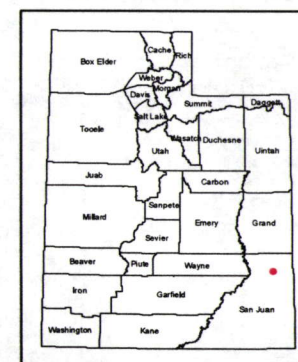 Cache
Rich
Box Elder
Weber
Morgan
Davis
Summit
Daggett
Salt Lake
Tooele
Wasatch
Duchesne
Uintah
Utah
Juab
Carbon
Sanpete
Millard
Emery
Grand
Sevier
Beaver
Piute
Wayne
Iron
Garfield
San Juan
Washington
Kane